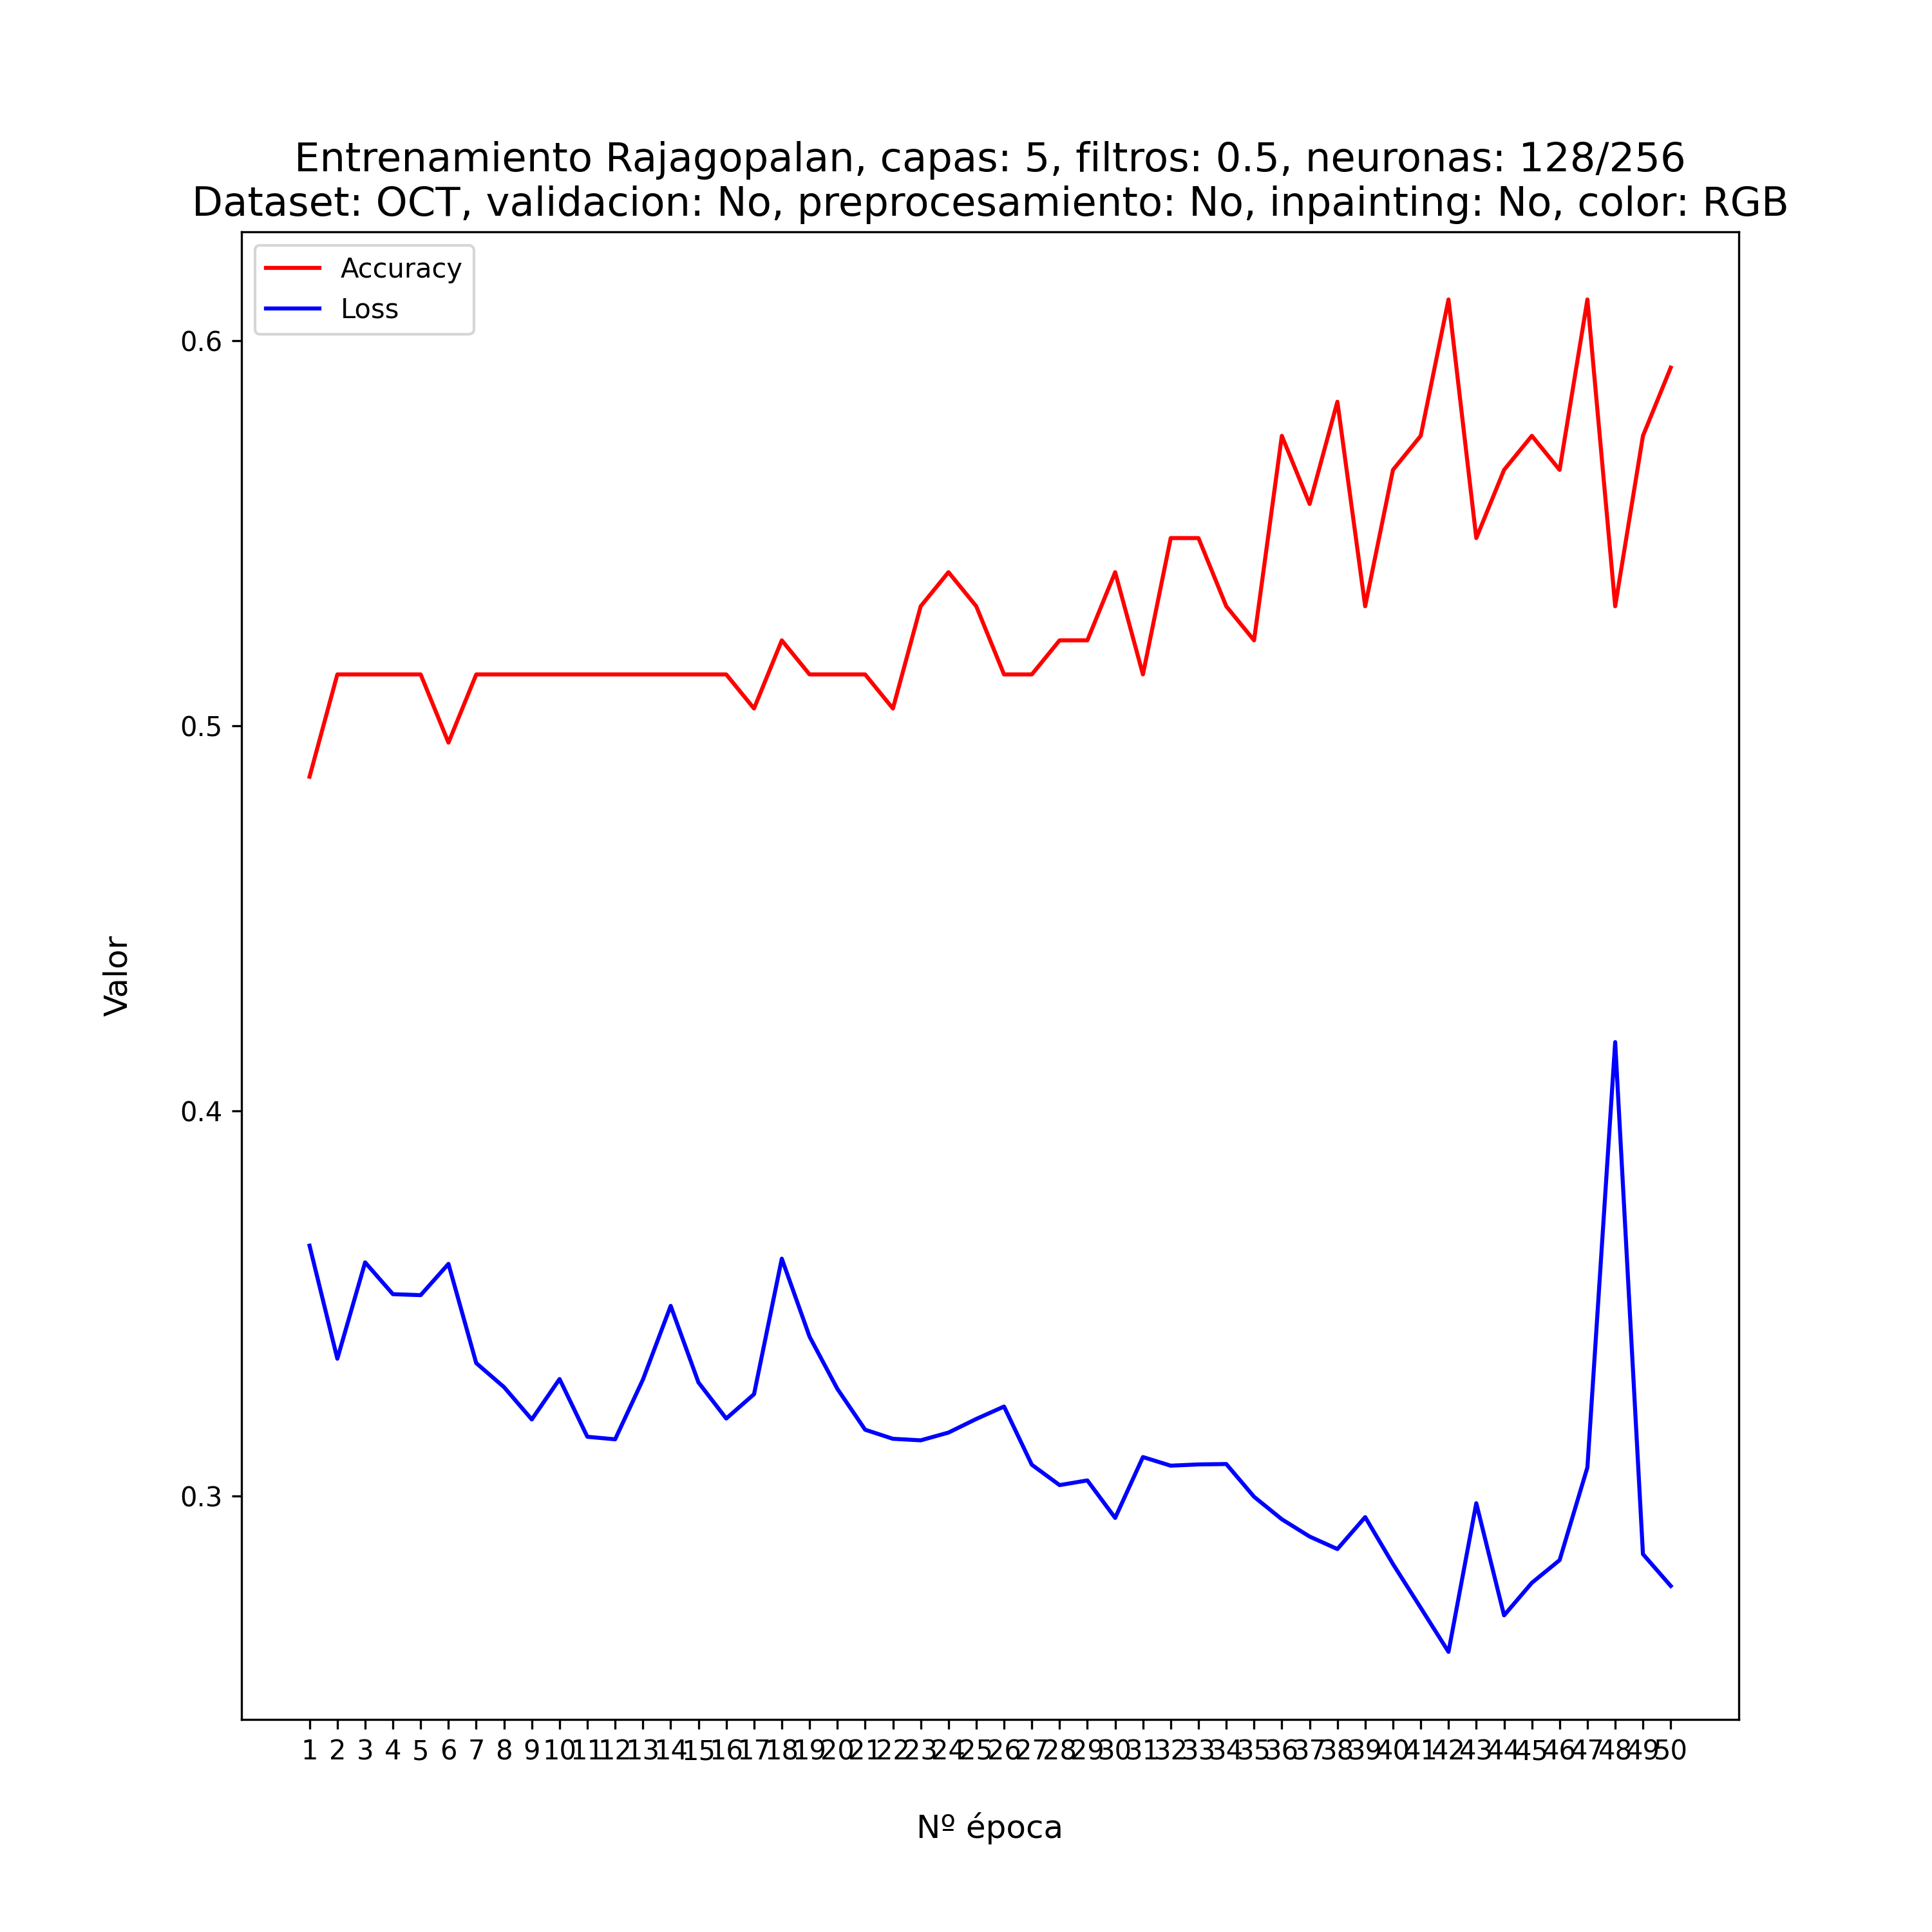 Entrenamiento Rajagopalan, capas: 5, filtros: 0.5, neuronas: 128/256
Dataset: OCT, validacion: No, preprocesamiento: No, inpainting: No, color: RGB
Accuracy
Loss
0.6
0.5
0.4
0.3
Valor
1 2 3 4 5 6 7 8 9 10 11 12 13 14 15 16 17 18 19 20 21 22 23 24 25 26 27 28 29 30 31 32 33 34 35 36 37 38 39 40 41 42 43 44 45 46 47 48 49 50
Nº época